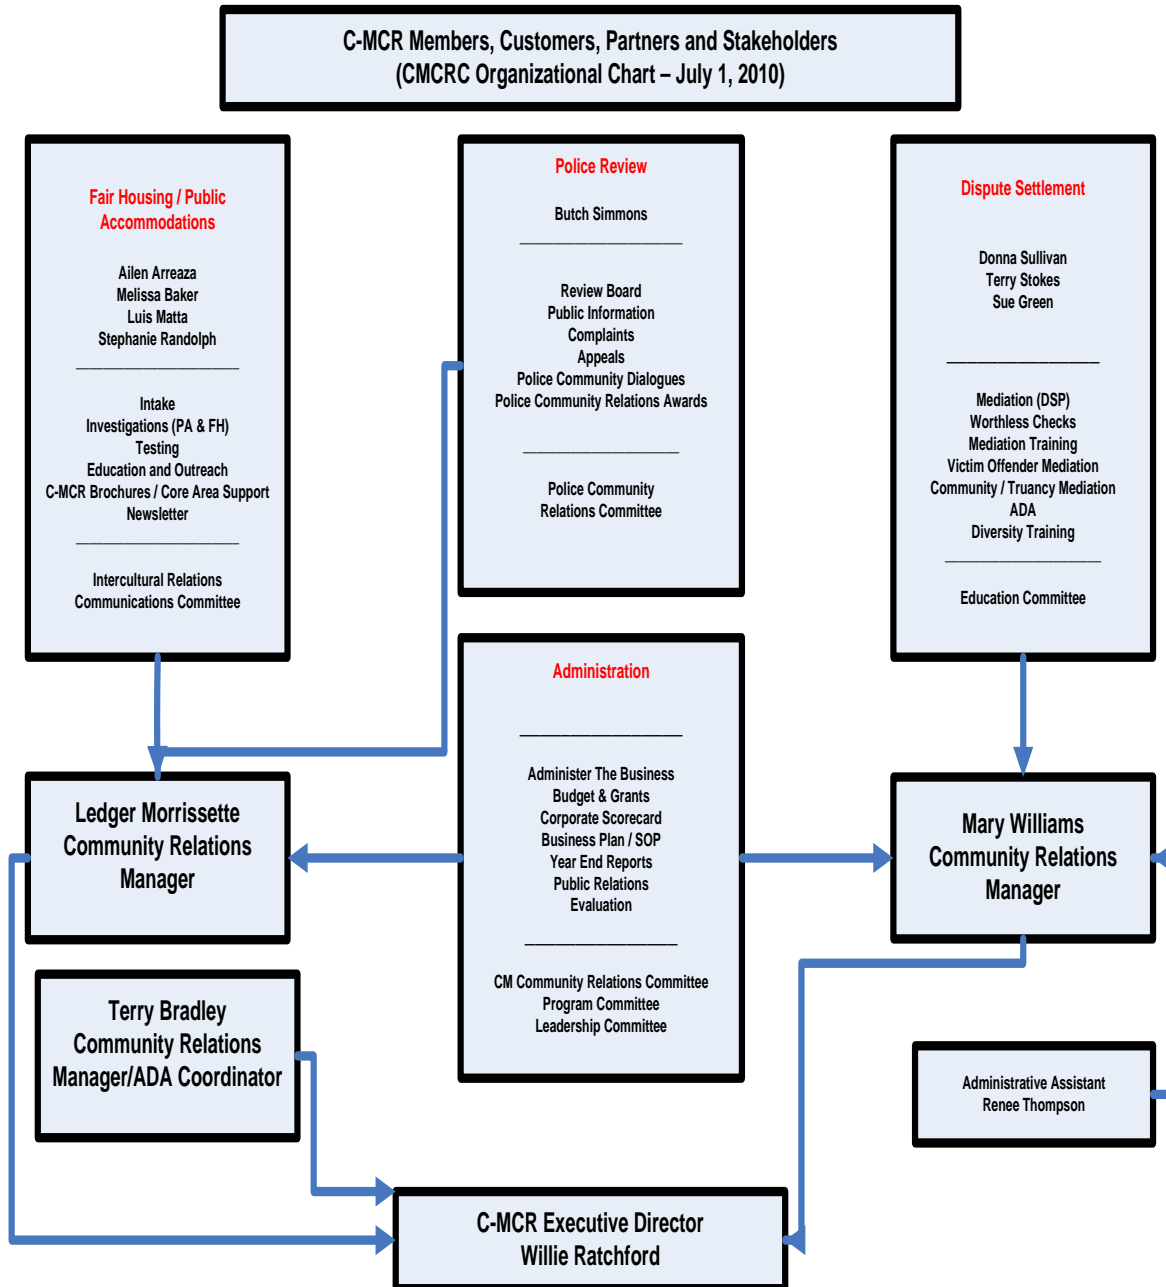 C-MCR Members, Customers, Partners and Stakeholders
(CMCRC Organizational Chart – July 1, 2010)
Fair Housing / Public
Accommodations
Ailen Arreaza
Melissa Baker
Luis Matta
Stephanie Randolph
Intake
Investigations (PA & FH)
Testing
Education and Outreach
C-MCR Brochures / Core Area Support
Newsletter
Intercultural Relations
Communications Committee
Police Review
Butch Simmons
Review Board
Public Information
Complaints
Appeals
Police Community Dialogues
Police Community Relations Awards
Police Community
Relations Committee
Dispute Settlement
Donna Sullivan
Terry Stokes
Sue Green
Mediation (DSP)
Worthless Checks
Mediation Training
Victim Offender Mediation
Community / Truancy Mediation
ADA
Diversity Training
Education Committee
Ledger Morrissette
Community Relations
Manager
Administration
Administer The Business
Budget & Grants
Corporate Scorecard
Business Plan / SOP
Year End Reports
Public Relations
Evaluation
CM Community Relations Committee
Program Committee
Leadership Committee
Mary Williams
Community Relations
Manager
Terry Bradley
Community Relations
Manager/ADA Coordinator
Administrative Assistant
Renee Thompson
C-MCR Executive Director
Willie Ratchford